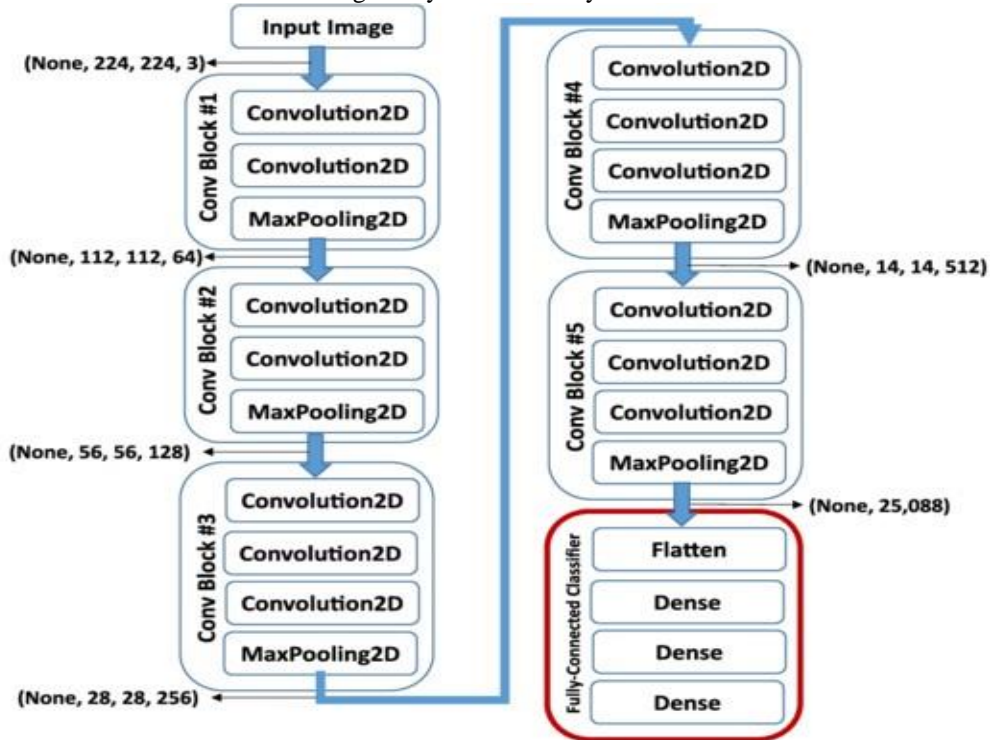 Input Image
(None, 224, 224, 3)
Conv Block #1
Convolution2D
Convolution2D
MaxPooling2D
(None, 112, 112, 64)
Conv Block #2
Convolution2D
Convolution2D
MaxPooling2D
(None, 56, 56, 128)
Conv Block #3
Convolution2D
Convolution2D
Convolution2D
MaxPooling2D
(None, 28, 28, 256)
Conv Block #4
Convolution2D
Convolution2D
Convolution2D
MaxPooling2D
(None, 14, 14, 512)
Conv Block #5
Convolution2D
Convolution2D
Convolution2D
MaxPooling2D
(None, 25,088)
Fully-Connected Classifier
Flatten
Dense
Dense
Dense